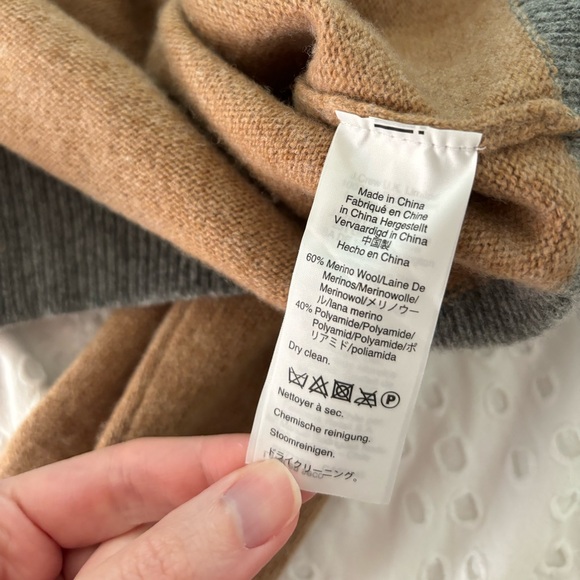 Made in China
Fabriqué en Chine
in China Hergestellt
Vervaardigd in China
中国製
Hecho en China
60% Merino Wool/Laine De
Merinos/Merinowolle/
Merinowol/メリノウー
ル/lana merino
40% Polyamide/Polyamide/
Polyamid/Polyamide/ポ
リアミド/poliamida
Dry clean.
P
Nettoyer à sec.
Chemische reinigung.
Stoomreinigen.
ドライクリーニング。